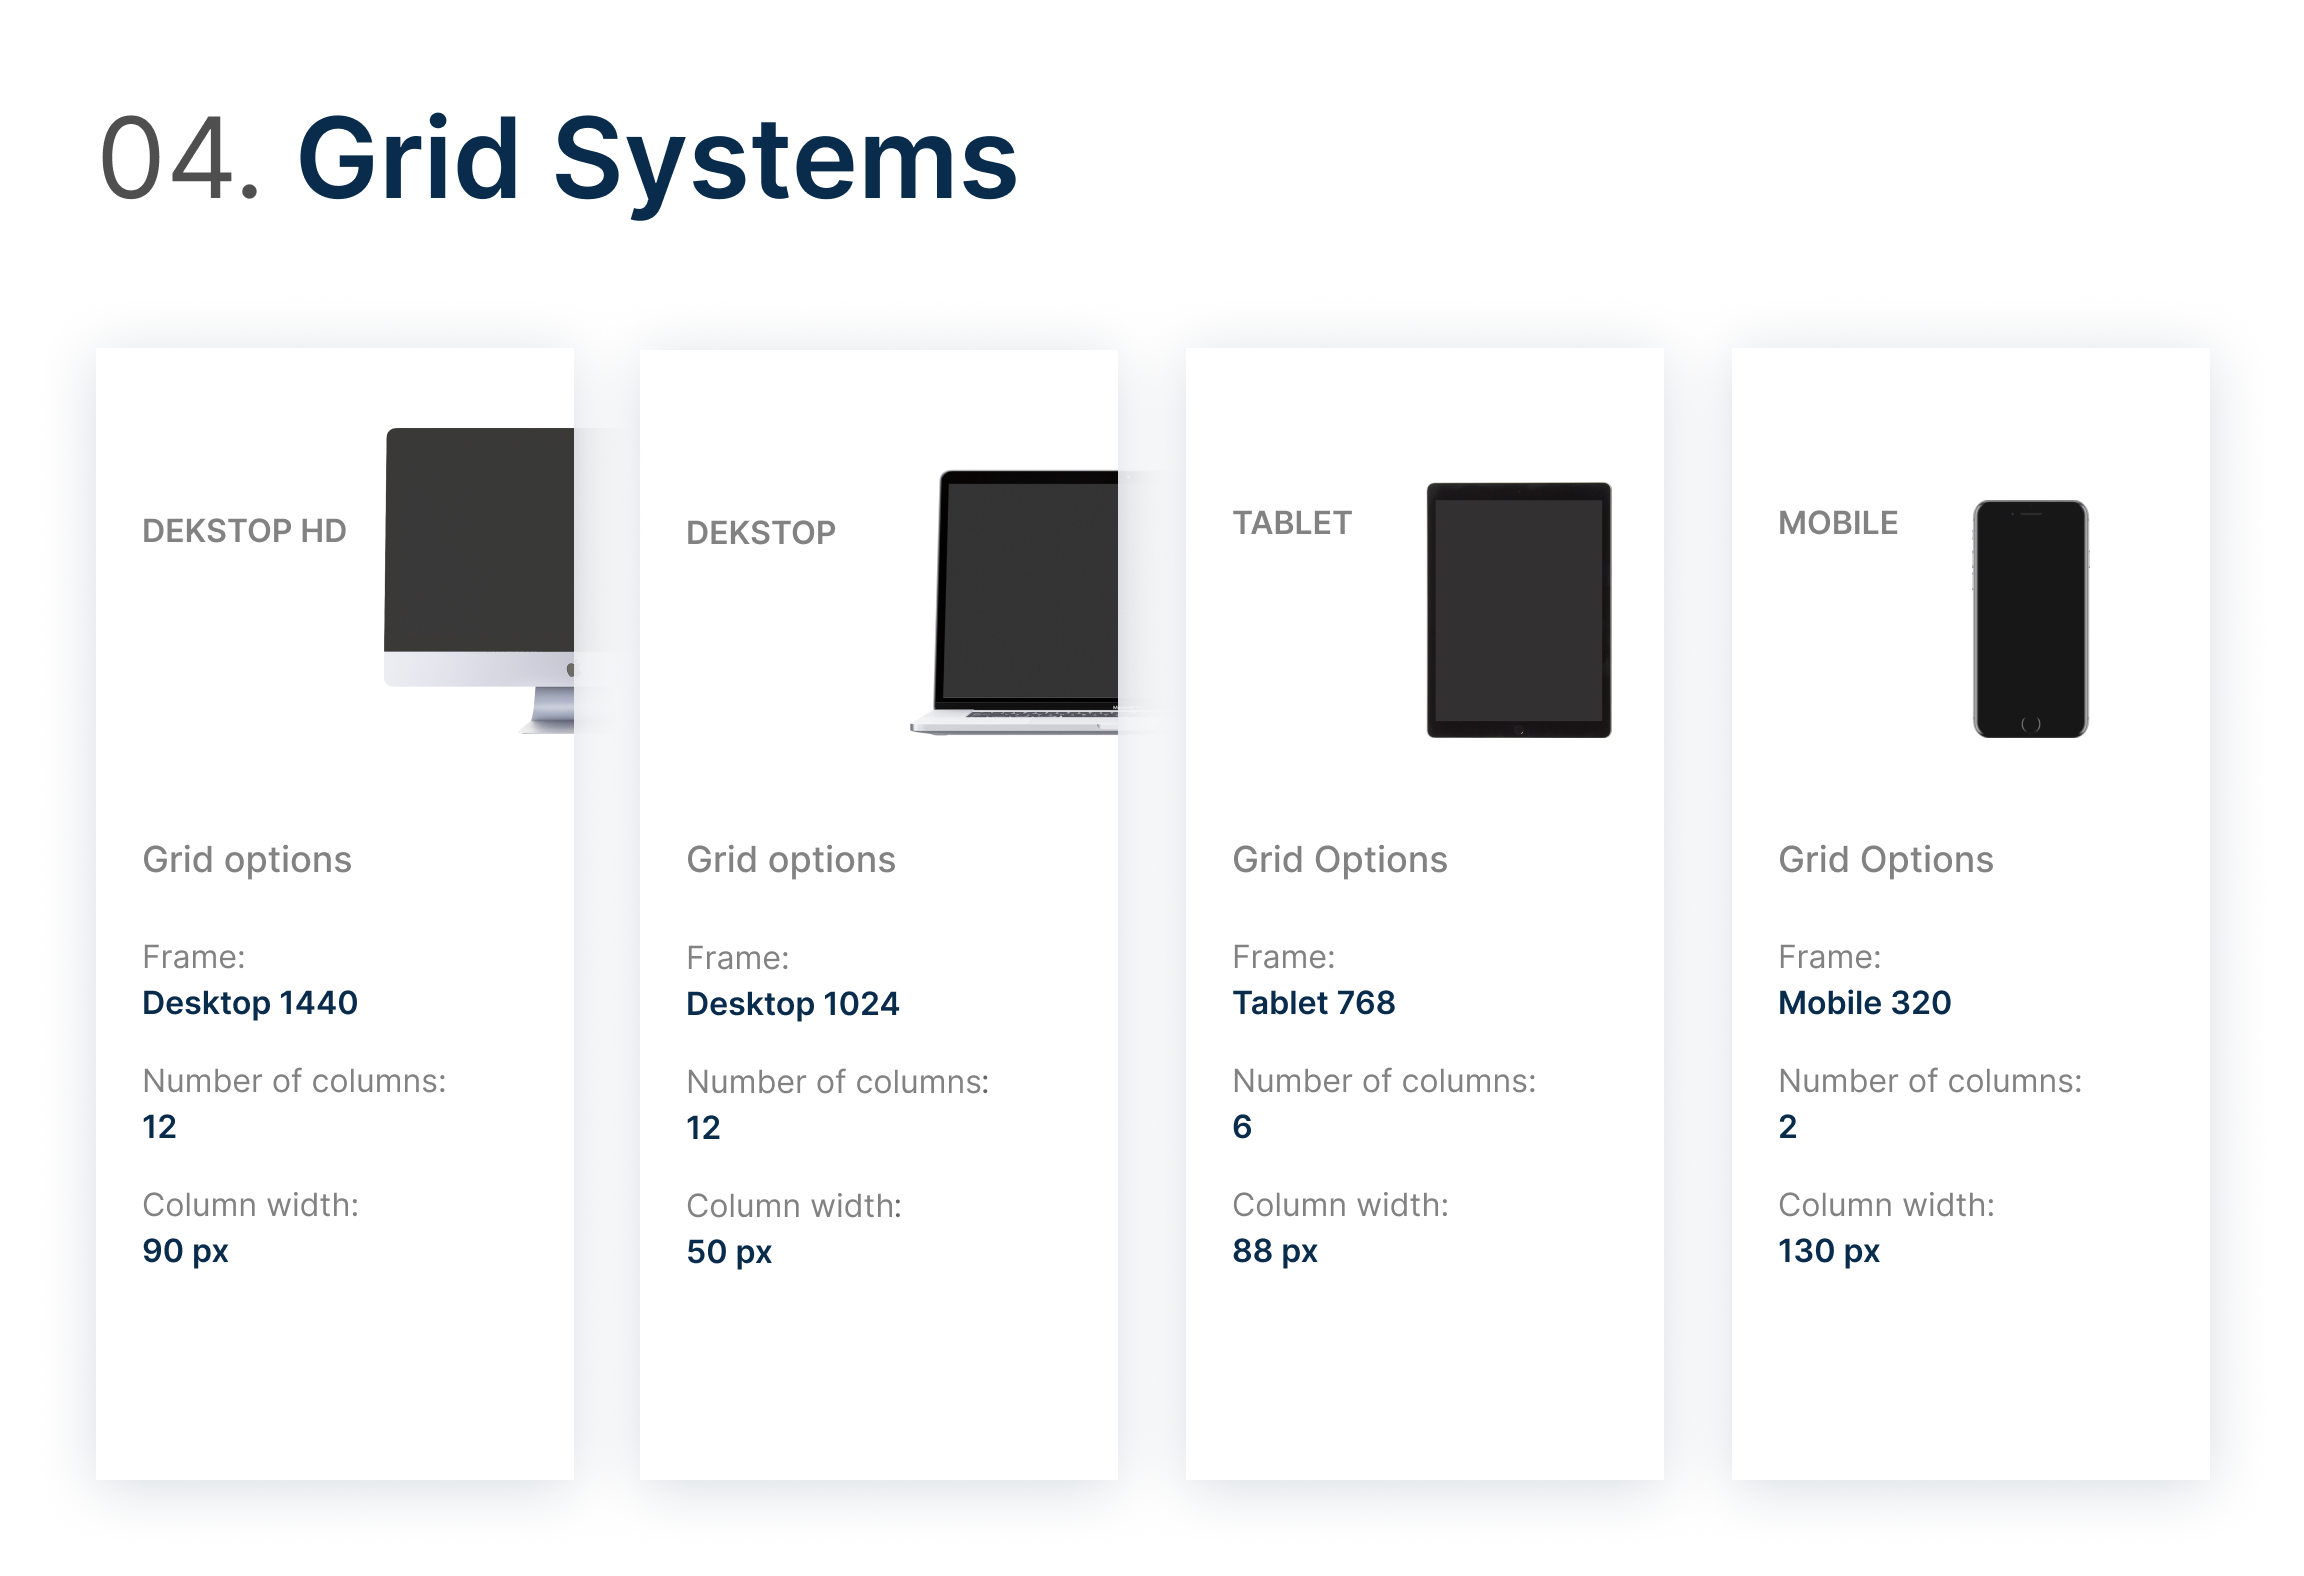 04. Grid Systems
DEKSTOP HD
Grid options
Frame:
Desktop 1440
Number of columns:
12
Column width:
90 px
DEKSTOP
Grid options
Frame:
Desktop 1024
Number of columns:
12
Column width:
50 px
TABLET
Grid Options
Frame:
Tablet 768
Number of columns:
6
Column width:
88 px
MOBILE
Grid Options
Frame:
Mobile 320
Number of columns:
2
Column width:
130 px